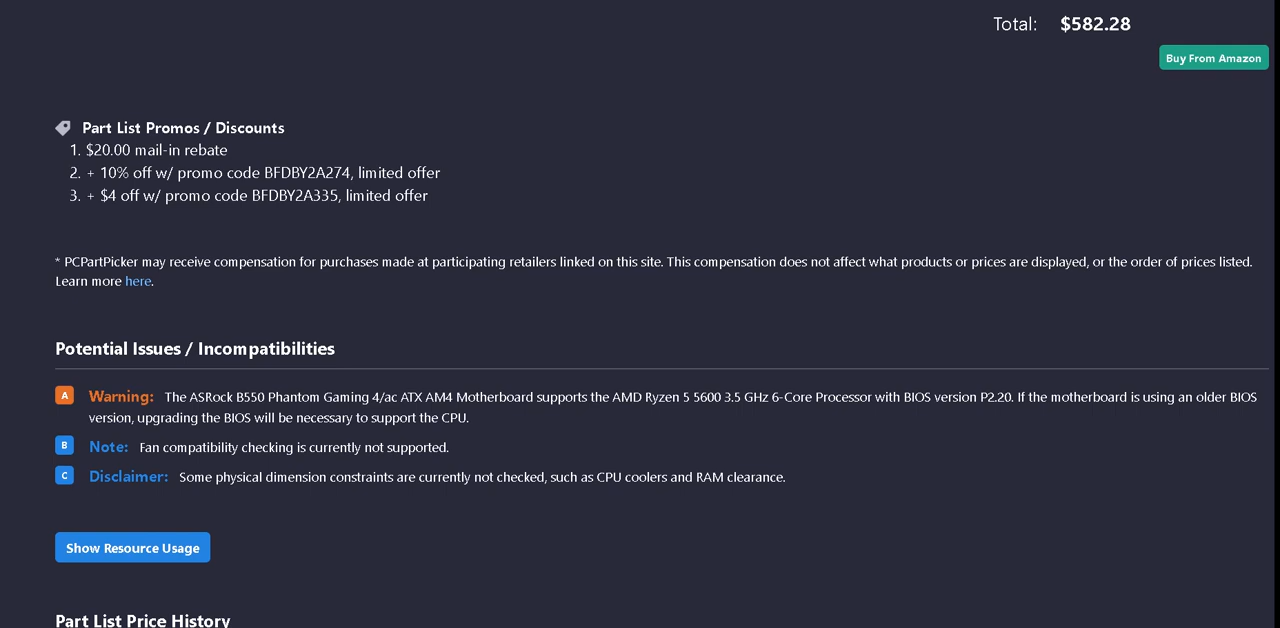 Total: $582.28
Buy From Amazon
Part List Promos / Discounts
1. $20.00 mail-in rebate
2. + 10% off w/ promo code BFDBY2A274, limited offer
3. + $4 off w/ promo code BFDBY2A335, limited offer
* PCPartPicker may receive compensation for purchases made at participating retailers linked on this site. This compensation does not affect what products or prices are displayed, or the order of prices listed.
Learn more here.
Potential Issues / Incompatibilities
A Warning: The ASRock B550 Phantom Gaming 4/ac ATX AM4 Motherboard supports the AMD Ryzen 5 5600 3.5 GHz 6-Core Processor with BIOS version P2.20. If the motherboard is using an older BIOS
version, upgrading the BIOS will be necessary to support the CPU.
B Note: Fan compatibility checking is currently not supported.
C Disclaimer: Some physical dimension constraints are currently not checked, such as CPU coolers and RAM clearance.
Show Resource Usage
Part List Price History